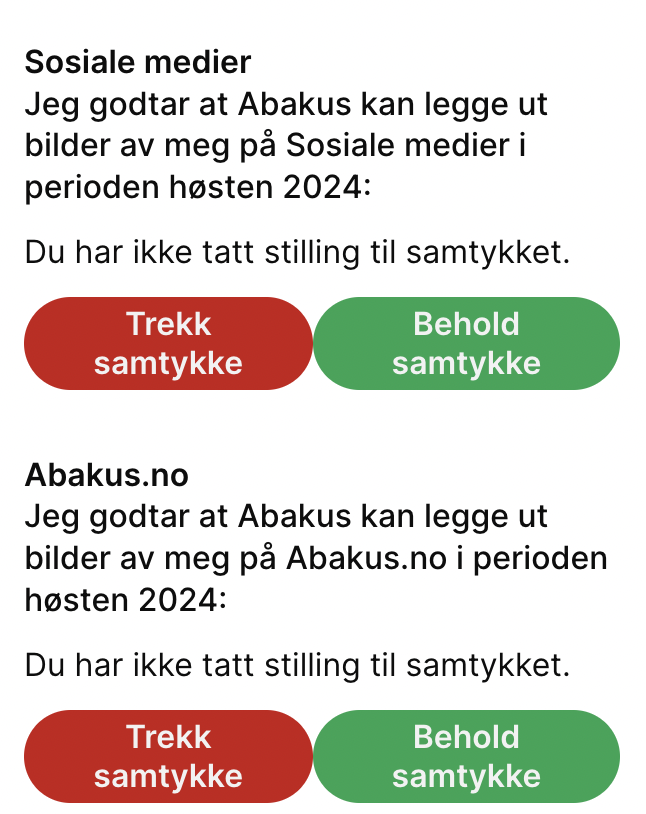 Sosiale medier
Jeg godtar at Abakus kan legge ut
bilder av meg på Sosiale medier i
perioden høsten 2024:
Du har ikke tatt stilling til samtykket.
Trekk
samtykke
Behold
samtykke
Abakus.no
Jeg godtar at Abakus kan legge ut
bilder av meg på Abakus.no i perioden
høsten 2024:
Du har ikke tatt stilling til samtykket.
Trekk
samtykke
Behold
samtykke